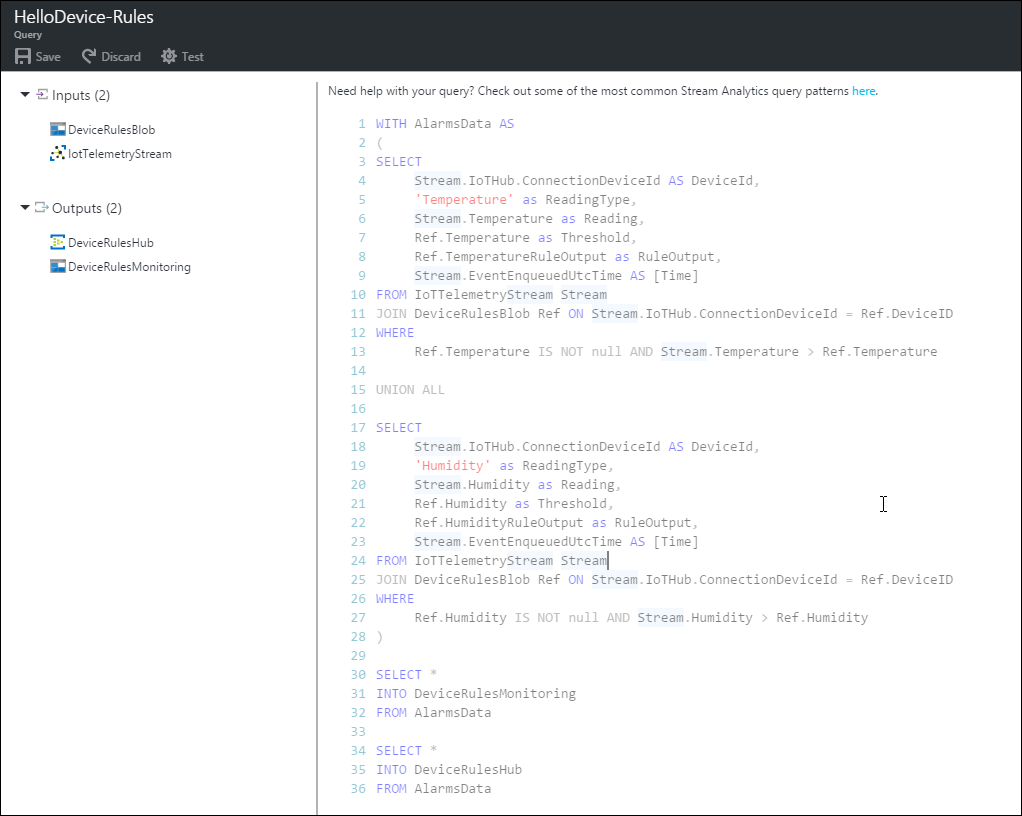 HelloDevice-Rules
Query
Save Discard Test
Inputs (2)
DeviceRulesBlob
IotTelemetryStream
Outputs (2)
DeviceRulesHub
DeviceRulesMonitoring
Need help with your query? Check out some of the most common Stream Analytics query patterns here.
1 WITH AlarmsData AS
2 (
3 SELECT
4 Stream.IoTHub.ConnectionDeviceId AS DeviceId,
5 'Temperature' as ReadingType,
6 Stream.Temperature as Reading,
7 Ref.Temperature as Threshold,
8 Ref.TemperatureRuleOutput as RuleOutput,
9 Stream.EventEnqueuedUtcTime AS [Time]
10 FROM IoTTelemetryStream Stream
11 JOIN DeviceRulesBlob Ref ON Stream.IoTHub.ConnectionDeviceId = Ref.DeviceID
12 WHERE
13 Ref.Temperature IS NOT null AND Stream.Temperature > Ref.Temperature
14
15 UNION ALL
16
17 SELECT
18 Stream.IoTHub.ConnectionDeviceId AS DeviceId,
19 'Humidity' as ReadingType,
20 Stream.Humidity as Reading,
21 Ref.Humidity as Threshold,
22 Ref.HumidityRuleOutput as RuleOutput,
23 Stream.EventEnqueuedUtcTime AS [Time]
24 FROM IoTTelemetryStream Stream
25 JOIN DeviceRulesBlob Ref ON Stream.IoTHub.ConnectionDeviceId = Ref.DeviceID
26 WHERE
27 Ref.Humidity IS NOT null AND Stream.Humidity > Ref.Humidity
28 )
29
30 SELECT *
31 INTO DeviceRulesMonitoring
32 FROM AlarmsData
33
34 SELECT *
35 INTO DeviceRulesHub
36 FROM AlarmsData